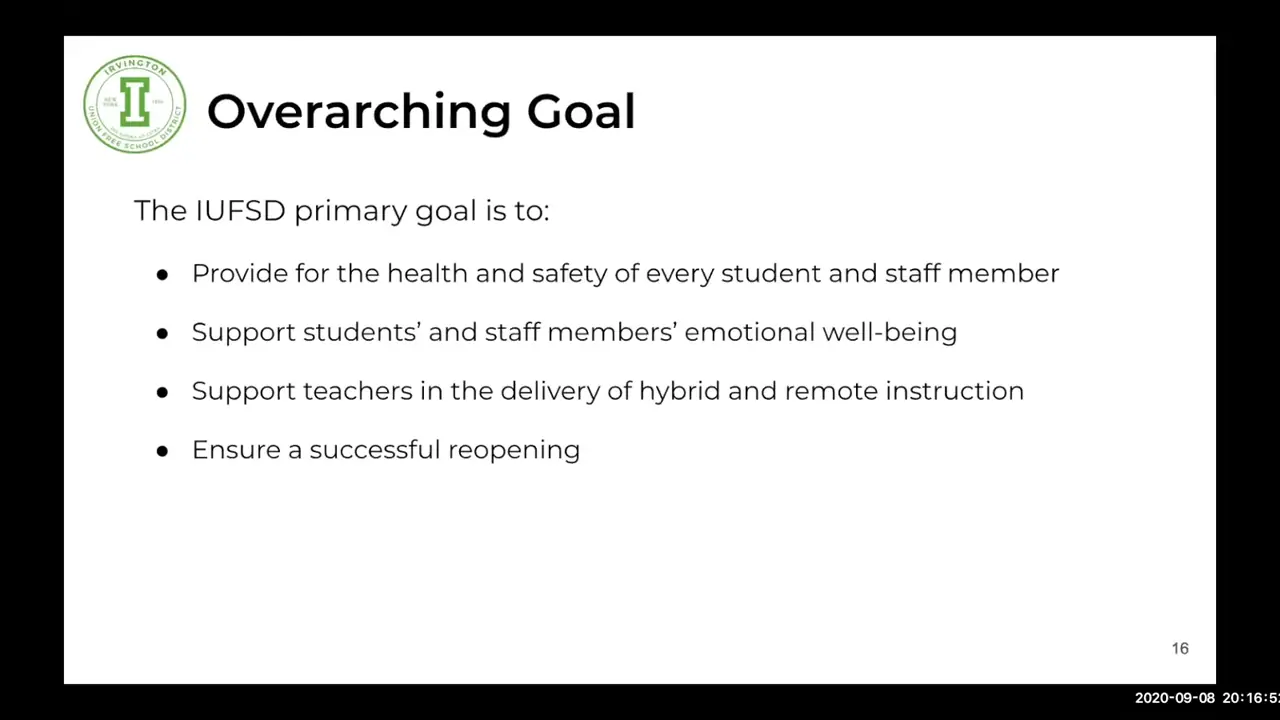 IRVINGTON
UNION FREE SCHOOL DISTRICT
I
Overarching Goal
The IUFSD primary goal is to:
● Provide for the health and safety of every student and staff member
● Support students’ and staff members’ emotional well-being
● Support teachers in the delivery of hybrid and remote instruction
● Ensure a successful reopening
16
2020-09-08 20:16:52